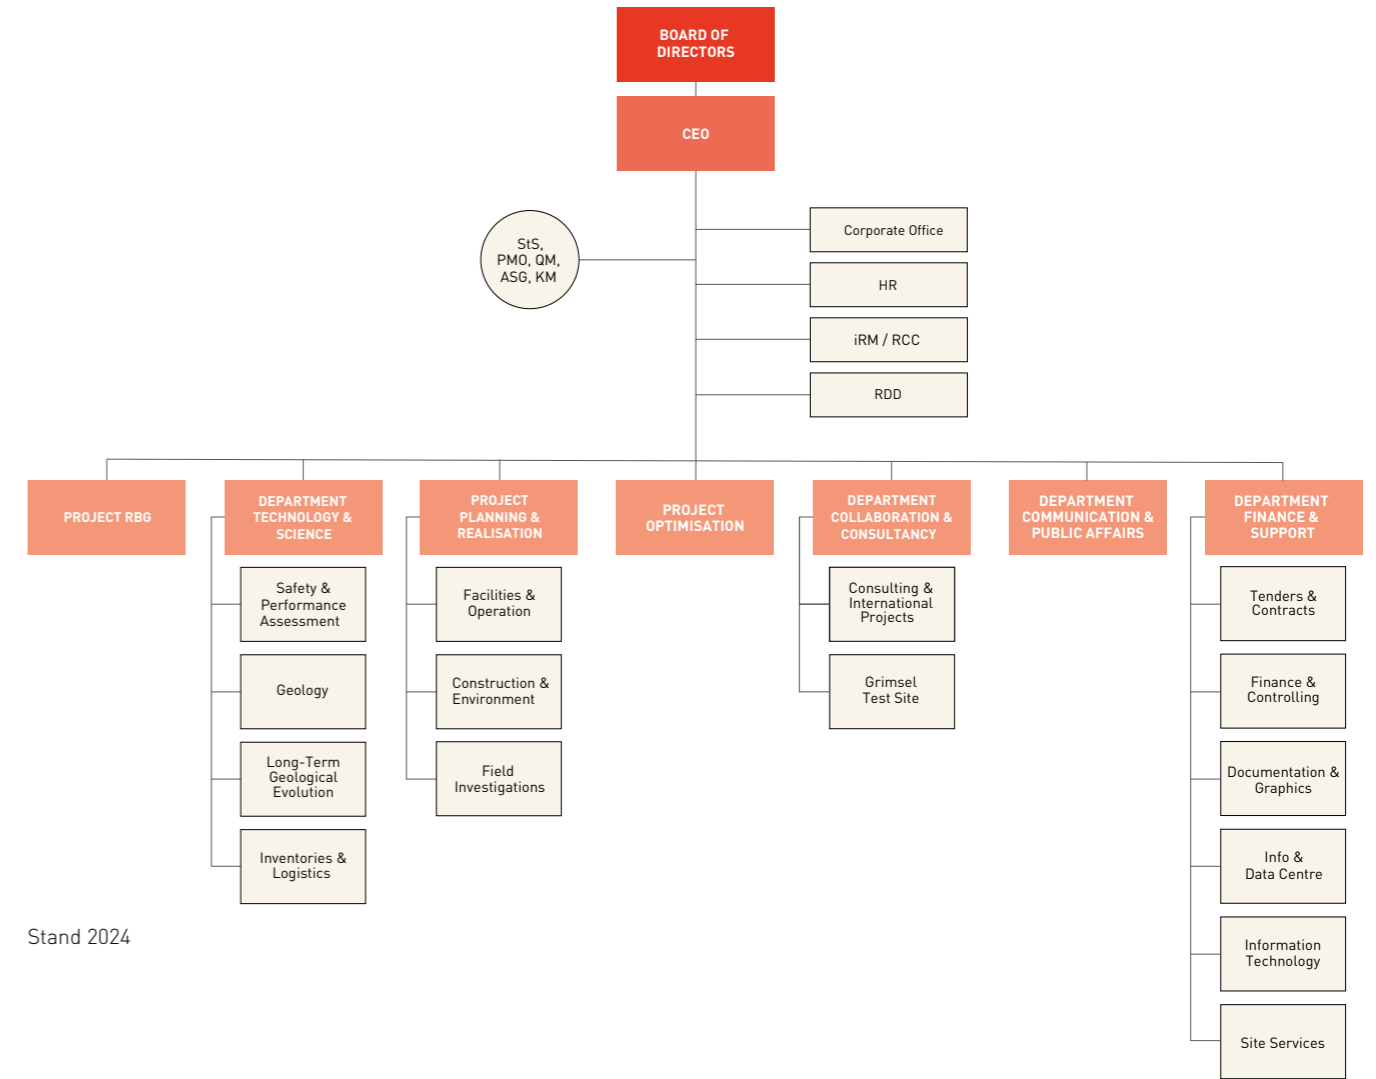 BOARD OF
DIRECTORS
CEO
StS,
PMO, QM,
ASG, KM
Corporate Office
HR
iRM / RCC
RDD
PROJECT RBG
DEPARTMENT
TECHNOLOGY &
SCIENCE
Safety &
Performance
Assessment
Geology
Long-Term
Geological
Evolution
Inventories &
Logistics
PROJECT
PLANNING &
REALISATION
Facilities &
Operation
Construction &
Environment
Field
Investigations
PROJECT
OPTIMISATION
DEPARTMENT
COLLABORATION &
CONSULTANCY
Consulting &
International
Projects
Grimsel
Test Site
DEPARTMENT
COMMUNICATION &
PUBLIC AFFAIRS
DEPARTMENT
FINANCE &
SUPPORT
Tenders &
Contracts
Finance &
Controlling
Documentation &
Graphics
Info &
Data Centre
Information
Technology
Site Services
Stand 2024